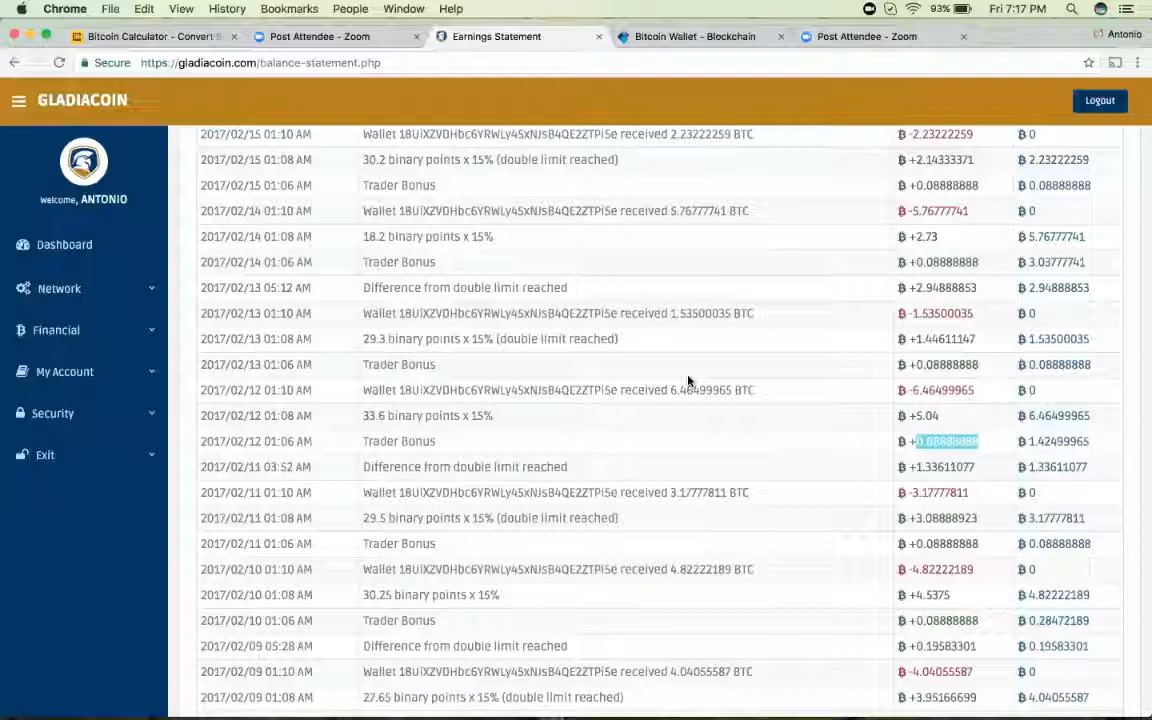 Chrome File Edit View History Bookmarks People Window Help 93% Fri 7:17 PM
Bitcoin Calculator - Convert B Post Attendee - Zoom Earnings Statement Bitcoin Wallet - Blockchain Post Attendee - Zoom Antonio
Secure https://gladiacoin.com/balance-statement.php
GLADIACOIN Logout
Welcome, ANTONIO
Dashboard
Network
Financial
My Account
Security
Exit
2017/02/15 01:10 AM Wallet 18UiXZVDHbc6YRWLy45xNJsB4QE2ZTPi5e received 2.23222259 BTC ฿ -2.23222259 ฿ 0
2017/02/15 01:08 AM 30.2 binary points x 15% (double limit reached) ฿ +2.14333371 ฿ 2.23222259
2017/02/15 01:06 AM Trader Bonus ฿ +0.08888888 ฿ 0.08888888
2017/02/14 01:10 AM Wallet 18UiXZVDHbc6YRWLy45xNJsB4QE2ZTPi5e received 5.76777741 BTC ฿ -5.76777741 ฿ 0
2017/02/14 01:08 AM 18.2 binary points x 15% ฿ +2.73 ฿ 5.76777741
2017/02/14 01:06 AM Trader Bonus ฿ +0.08888888 ฿ 3.03777741
2017/02/13 05:12 AM Difference from double limit reached ฿ +2.94888853 ฿ 2.94888853
2017/02/13 01:10 AM Wallet 18UiXZVDHbc6YRWLy45xNJsB4QE2ZTPi5e received 1.53500035 BTC ฿ -1.53500035 ฿ 0
2017/02/13 01:08 AM 29.3 binary points x 15% (double limit reached) ฿ +1.44611147 ฿ 1.53500035
2017/02/13 01:06 AM Trader Bonus ฿ +0.08888888 ฿ 0.08888888
2017/02/12 01:10 AM Wallet 18UiXZVDHbc6YRWLy45xNJsB4QE2ZTPi5e received 6.46499965 BTC ฿ -6.46499965 ฿ 0
2017/02/12 01:08 AM 33.6 binary points x 15% ฿ +5.04 ฿ 6.46499965
2017/02/12 01:06 AM Trader Bonus ฿ +0.08888888 ฿ 1.42499965
2017/02/11 03:52 AM Difference from double limit reached ฿ +1.33611077 ฿ 1.33611077
2017/02/11 01:10 AM Wallet 18UiXZVDHbc6YRWLy45xNJsB4QE2ZTPi5e received 3.17777811 BTC ฿ -3.17777811 ฿ 0
2017/02/11 01:08 AM 29.5 binary points x 15% (double limit reached) ฿ +3.08888923 ฿ 3.17777811
2017/02/11 01:06 AM Trader Bonus ฿ +0.08888888 ฿ 0.08888888
2017/02/10 01:10 AM Wallet 18UiXZVDHbc6YRWLy45xNJsB4QE2ZTPi5e received 4.82222189 BTC ฿ -4.82222189 ฿ 0
2017/02/10 01:08 AM 30.25 binary points x 15% ฿ +4.5375 ฿ 4.82222189
2017/02/10 01:06 AM Trader Bonus ฿ +0.08888888 ฿ 0.28472189
2017/02/09 05:28 AM Difference from double limit reached ฿ +0.19583301 ฿ 0.19583301
2017/02/09 01:10 AM Wallet 18UiXZVDHbc6YRWLy45xNJsB4QE2ZTPi5e received 4.04055587 BTC ฿ -4.04055587 ฿ 0
2017/02/09 01:08 AM 27.65 binary points x 15% (double limit reached) ฿ +3.95166699 ฿ 4.04055587